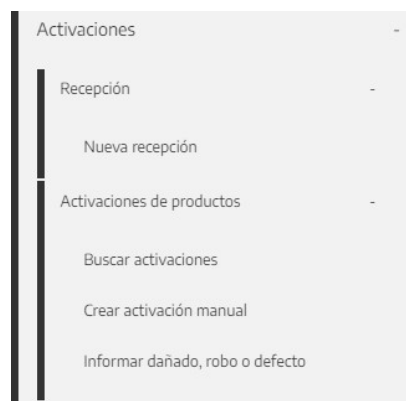 Activaciones -
Recepción -
Nueva recepción
Activaciones de productos -
Buscar activaciones
Crear activación manual
Informar dañado, robo o defecto